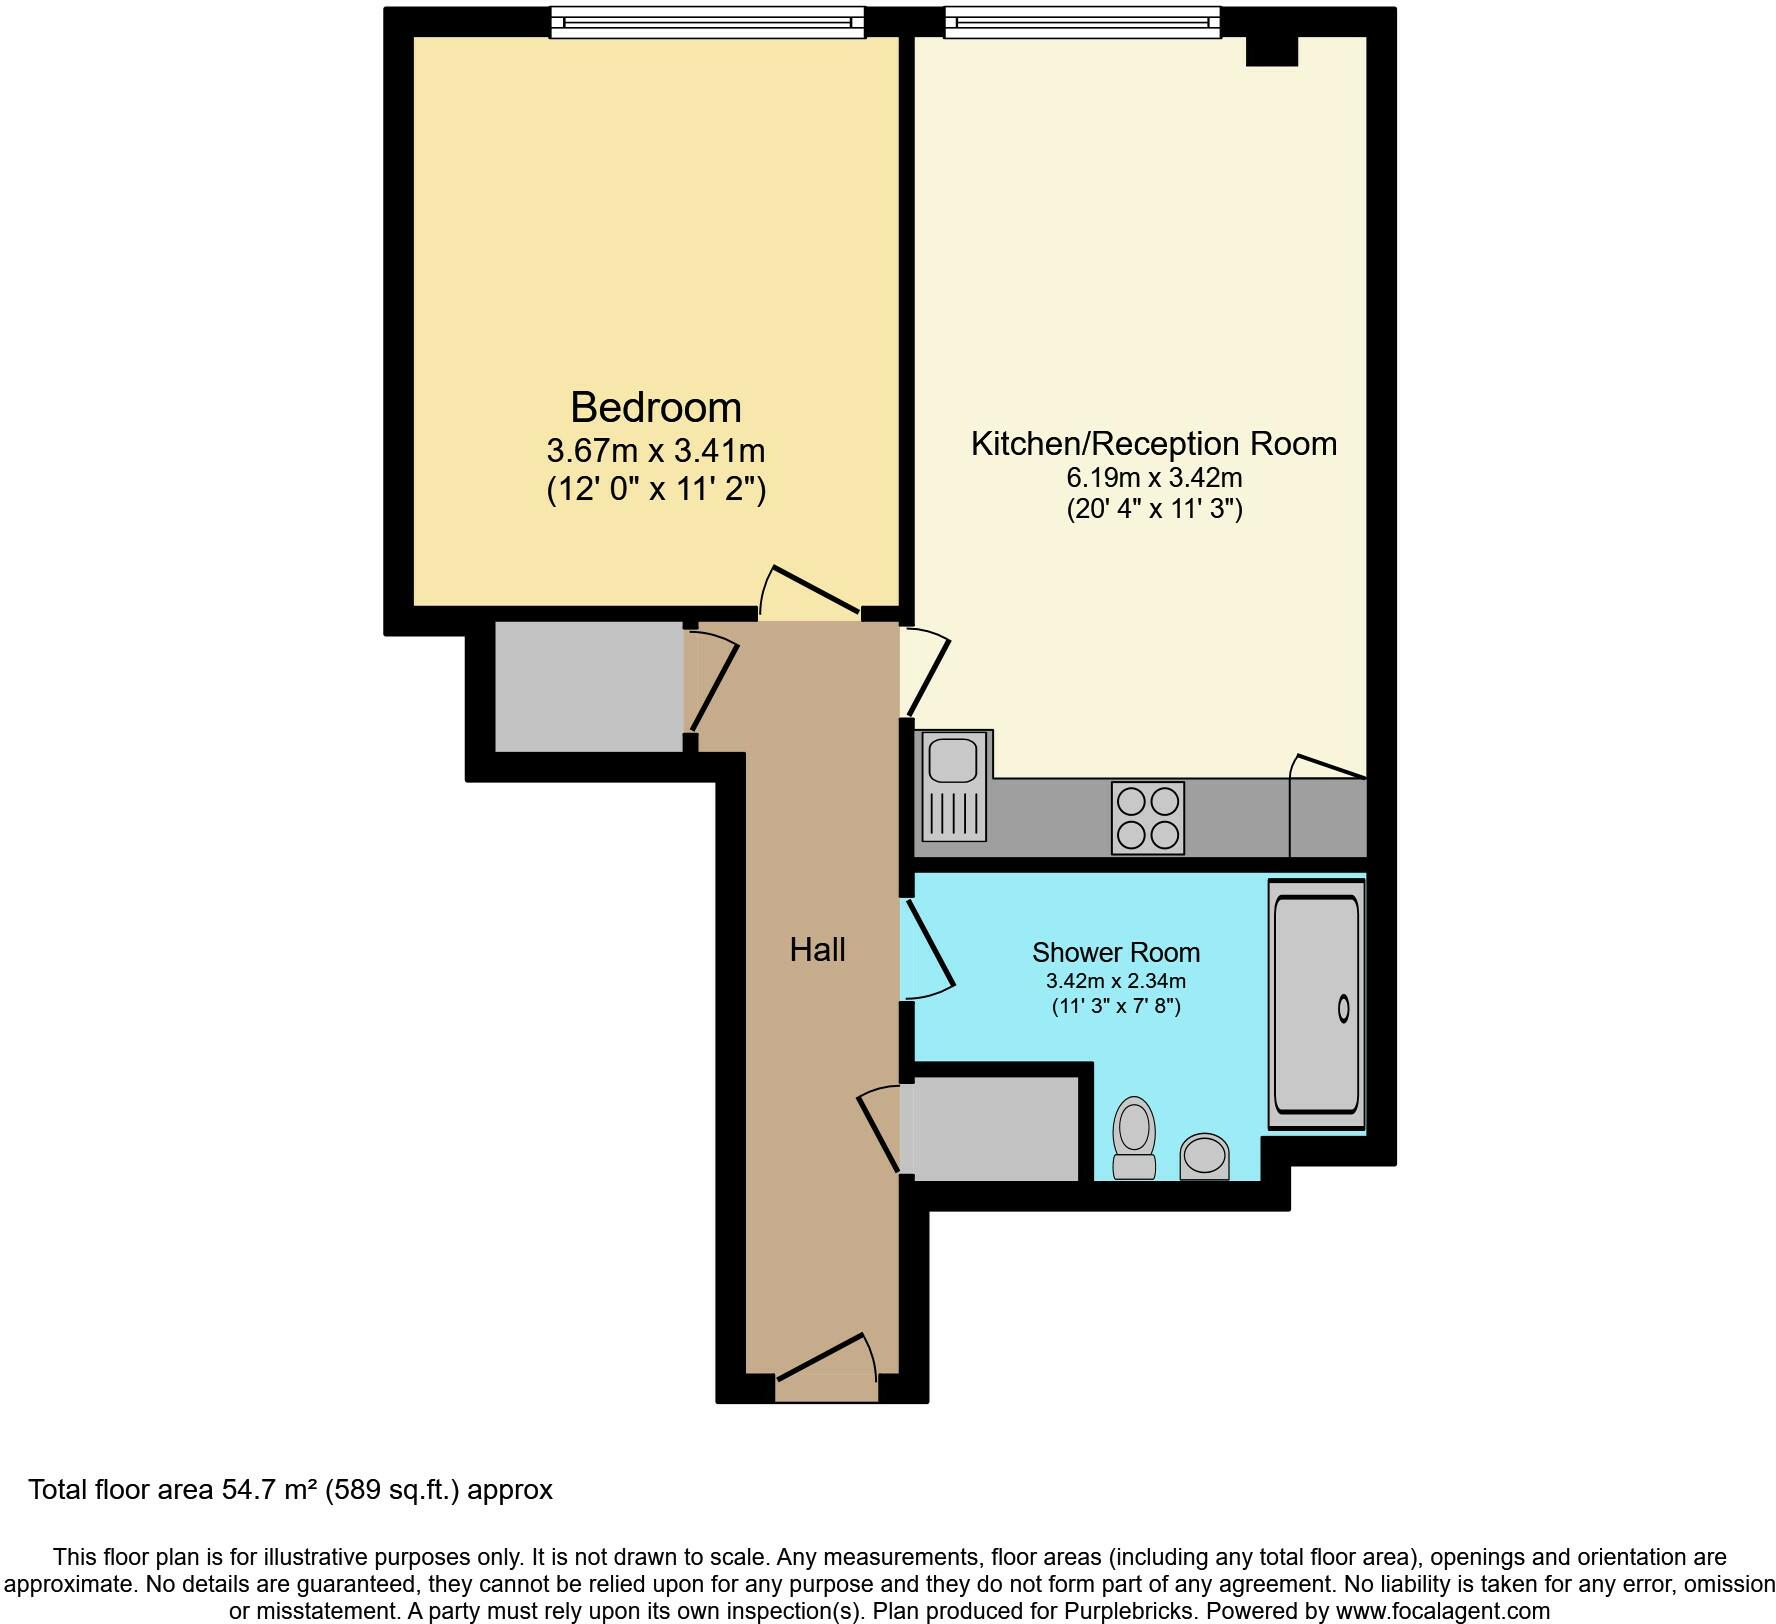 Bedroom
3.67m x 3.41m
(12' 0" x 11' 2")
Kitchen/Reception Room
6.19m x 3.42m
(20' 4" x 11' 3")
Hall
Shower Room
3.42m x 2.34m
(11' 3" x 7' 8")
Total floor area 54.7 m² (589 sq.ft.) approx
This floor plan is for illustrative purposes only. It is not drawn to scale. Any measurements, floor areas (including any total floor area), openings and orientation are
approximate. No details are guaranteed, they cannot be relied upon for any purpose and they do not form part of any agreement. No liability is taken for any error, omission
or misstatement. A party must rely upon its own inspection(s). Plan produced for Purplebricks. Powered by www.focalagent.com